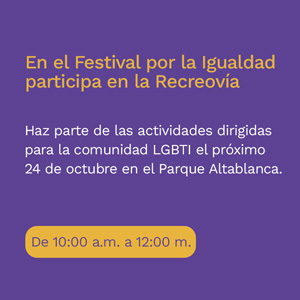 En el Festival por la Igualdad
participa en la Recreovía
Haz parte de las actividades dirigidas
para la comunidad LGBTI el próximo
24 de octubre en el Parque Altablanca.
De 10:00 a.m. a 12:00 m.